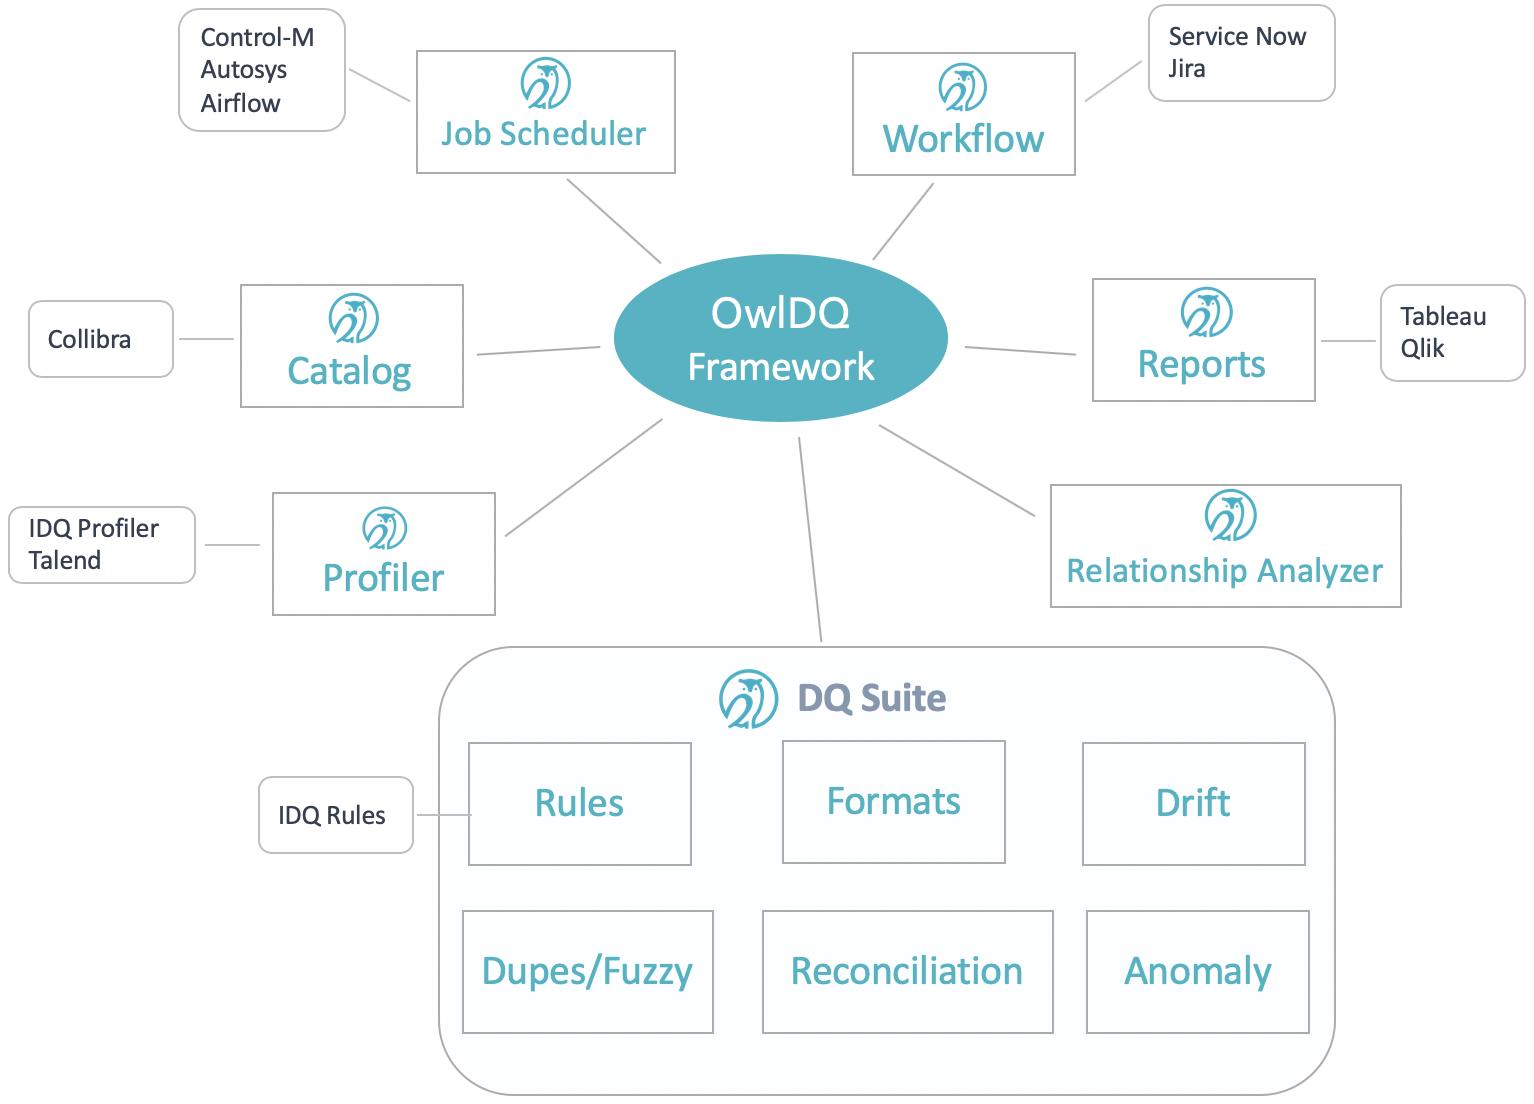 Control-M
Autosys
Airflow
Job Scheduler
Workflow
Service Now
Jira
OwlDQ
Framework
Collibra
Catalog
Reports
Tableau
Qlik
IDQ Profiler
Talend
Profiler
Relationship Analyzer
DQ Suite
IDQ Rules
Rules
Formats
Drift
Dupes/Fuzzy
Reconciliation
Anomaly